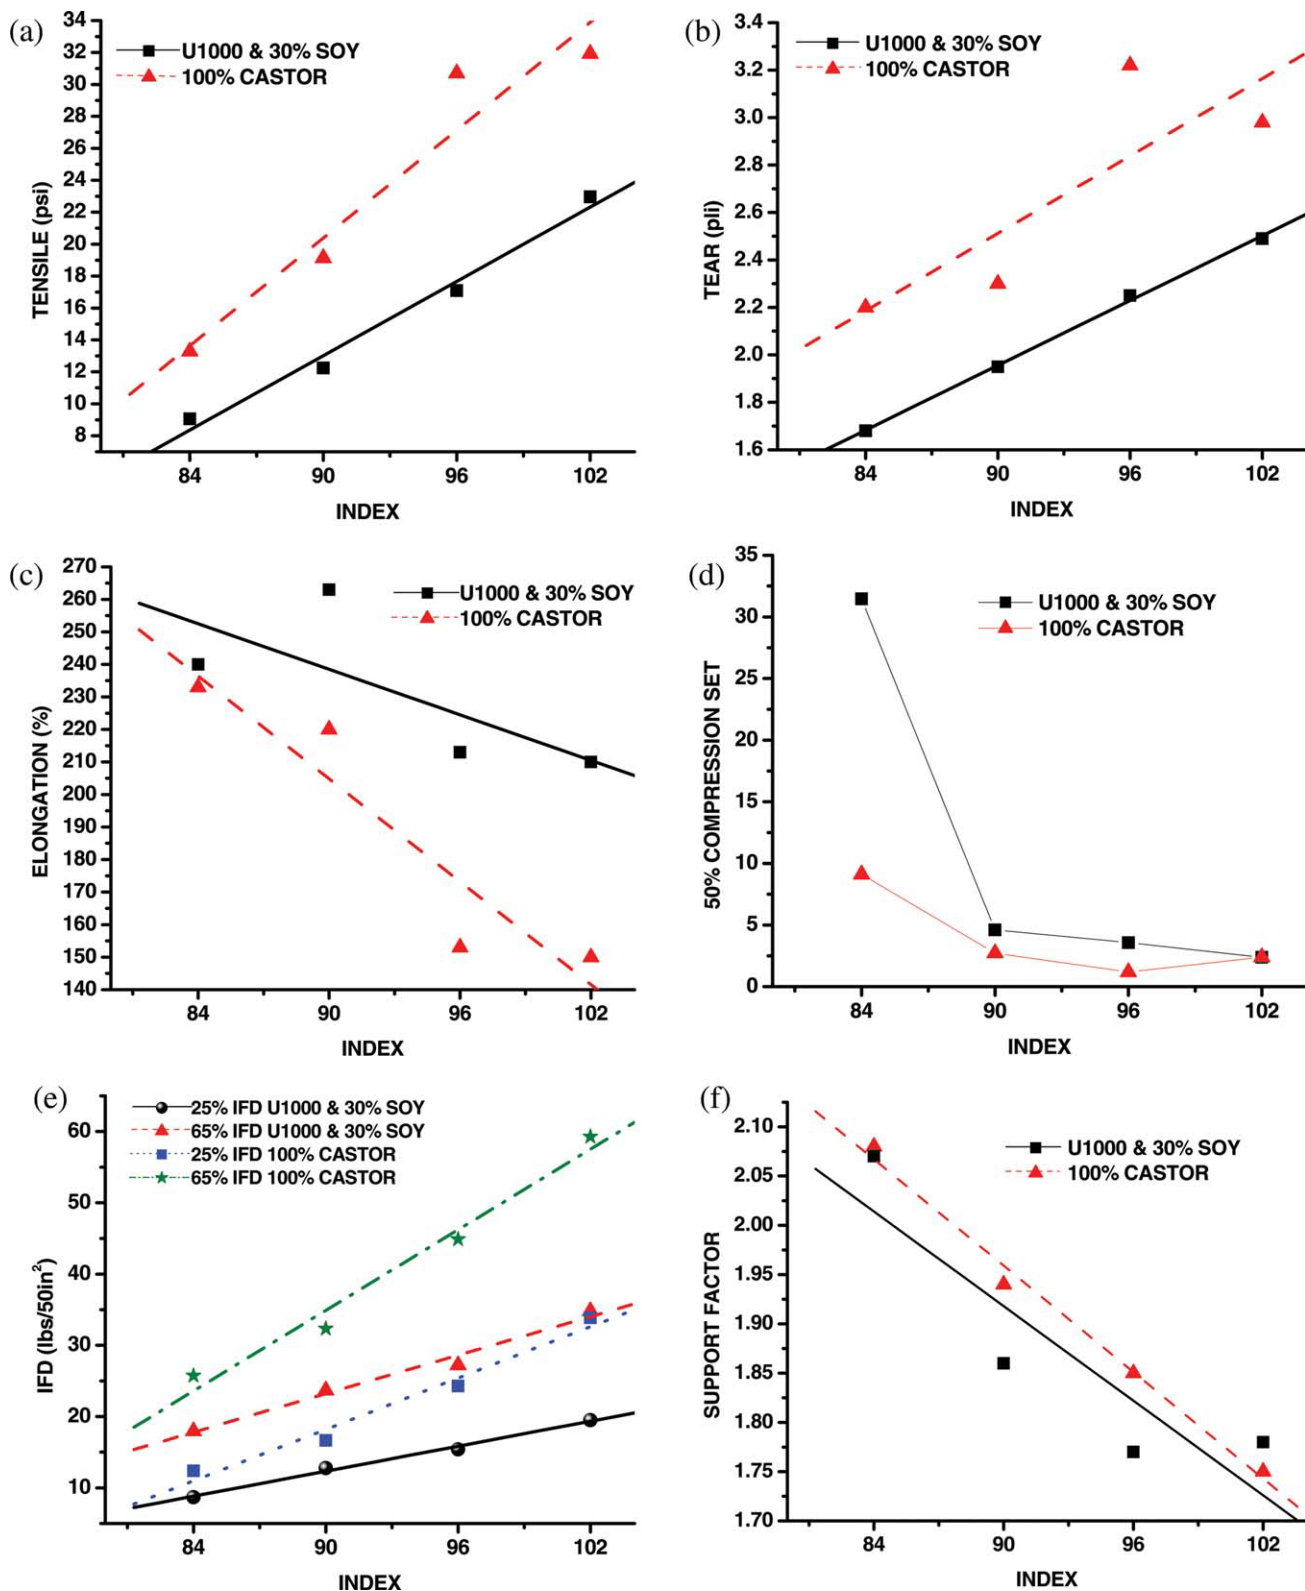 (a)
U1000 & 30% SOY
100% CASTOR
TENSILE (psi)
34
32
30
28
26
24
22
20
18
16
14
12
10
8
84 90 96 102
INDEX
(b)
U1000 & 30% SOY
100% CASTOR
TEAR (pli)
3.4
3.2
3.0
2.8
2.6
2.4
2.2
2.0
1.8
1.6
84 90 96 102
INDEX
(c)
U1000 & 30% SOY
100% CASTOR
ELONGATION (%)
270
260
250
240
230
220
210
200
190
180
170
160
150
140
84 90 96 102
INDEX
(d)
U1000 & 30% SOY
100% CASTOR
50% COMPRESSION SET
35
30
25
20
15
10
5
0
84 90 96 102
INDEX
(e)
25% IFD U1000 & 30% SOY
65% IFD U1000 & 30% SOY
25% IFD 100% CASTOR
65% IFD 100% CASTOR
IFD (lbs/50in²)
60
50
40
30
20
10
84 90 96 102
INDEX
(f)
U1000 & 30% SOY
100% CASTOR
SUPPORT FACTOR
2.10
2.05
2.00
1.95
1.90
1.85
1.80
1.75
1.70
84 90 96 102
INDEX